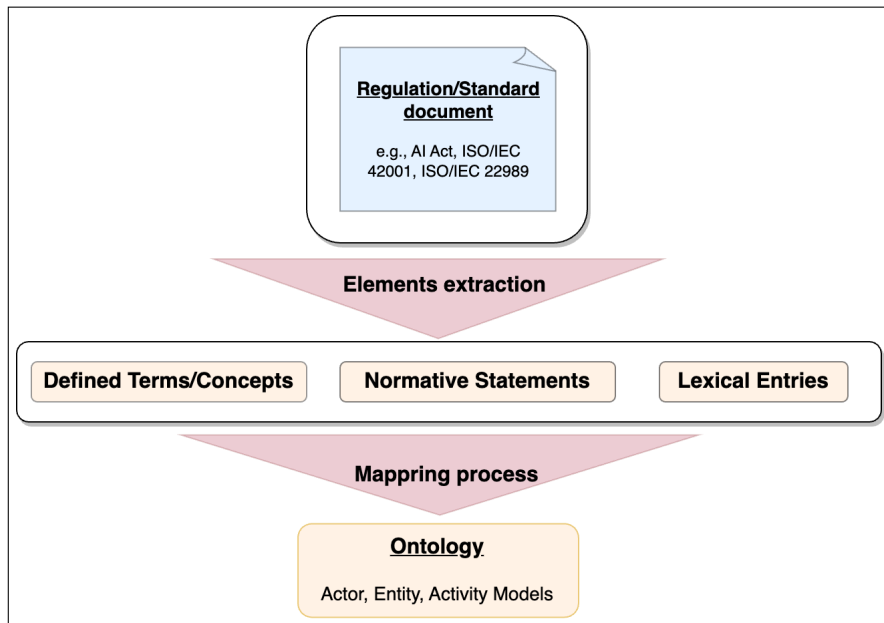 Regulation/Standard
document
e.g., AI Act, ISO/IEC
42001, ISO/IEC 22989
Elements extraction
Defined Terms/Concepts
Normative Statements
Lexical Entries
Mappring process
Ontology
Actor, Entity, Activity Models